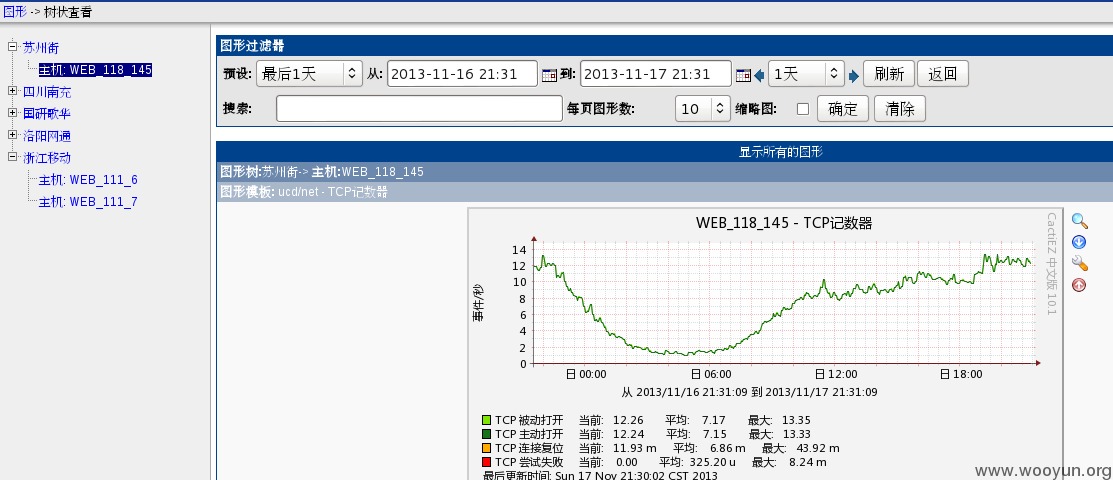 图形 -> 树状查看
苏州街
主机: WEB_118_145
四川南充
国研歌华
洛阳网通
浙江移动
主机: WEB_111_6
主机: WEB_111_7
图形过滤器
预设: 最后1天 从: 2013-11-16 21:31 到: 2013-11-17 21:31 1天 刷新 返回
搜索: 每页图形数: 10 缩略图: 确定 清除
显示所有的图形
图形树:苏州街-> 主机:WEB_118_145
图形模板: ucd/net - TCP记数器
WEB_118_145 - TCP记数器
CactiEZ 中文版 10.1
事件/秒
14
12
10
8
6
4
2
0
日 00:00 日 06:00 日 12:00 日 18:00
从 2013/11/16 21:31:09 到 2013/11/17 21:31:09
TCP 被动打开 当前: 12.26 平均: 7.17 最大: 13.35
TCP 主动打开 当前: 12.24 平均: 7.15 最大: 13.33
TCP 连接复位 当前: 11.93 m 平均: 6.86 m 最大: 43.92 m
TCP 尝试失败 当前: 0.00 平均: 325.20 u 最大: 8.24 m
最后更新时间: Sun 17 Nov 21:30:02 CST 2013
www.wooyun.org